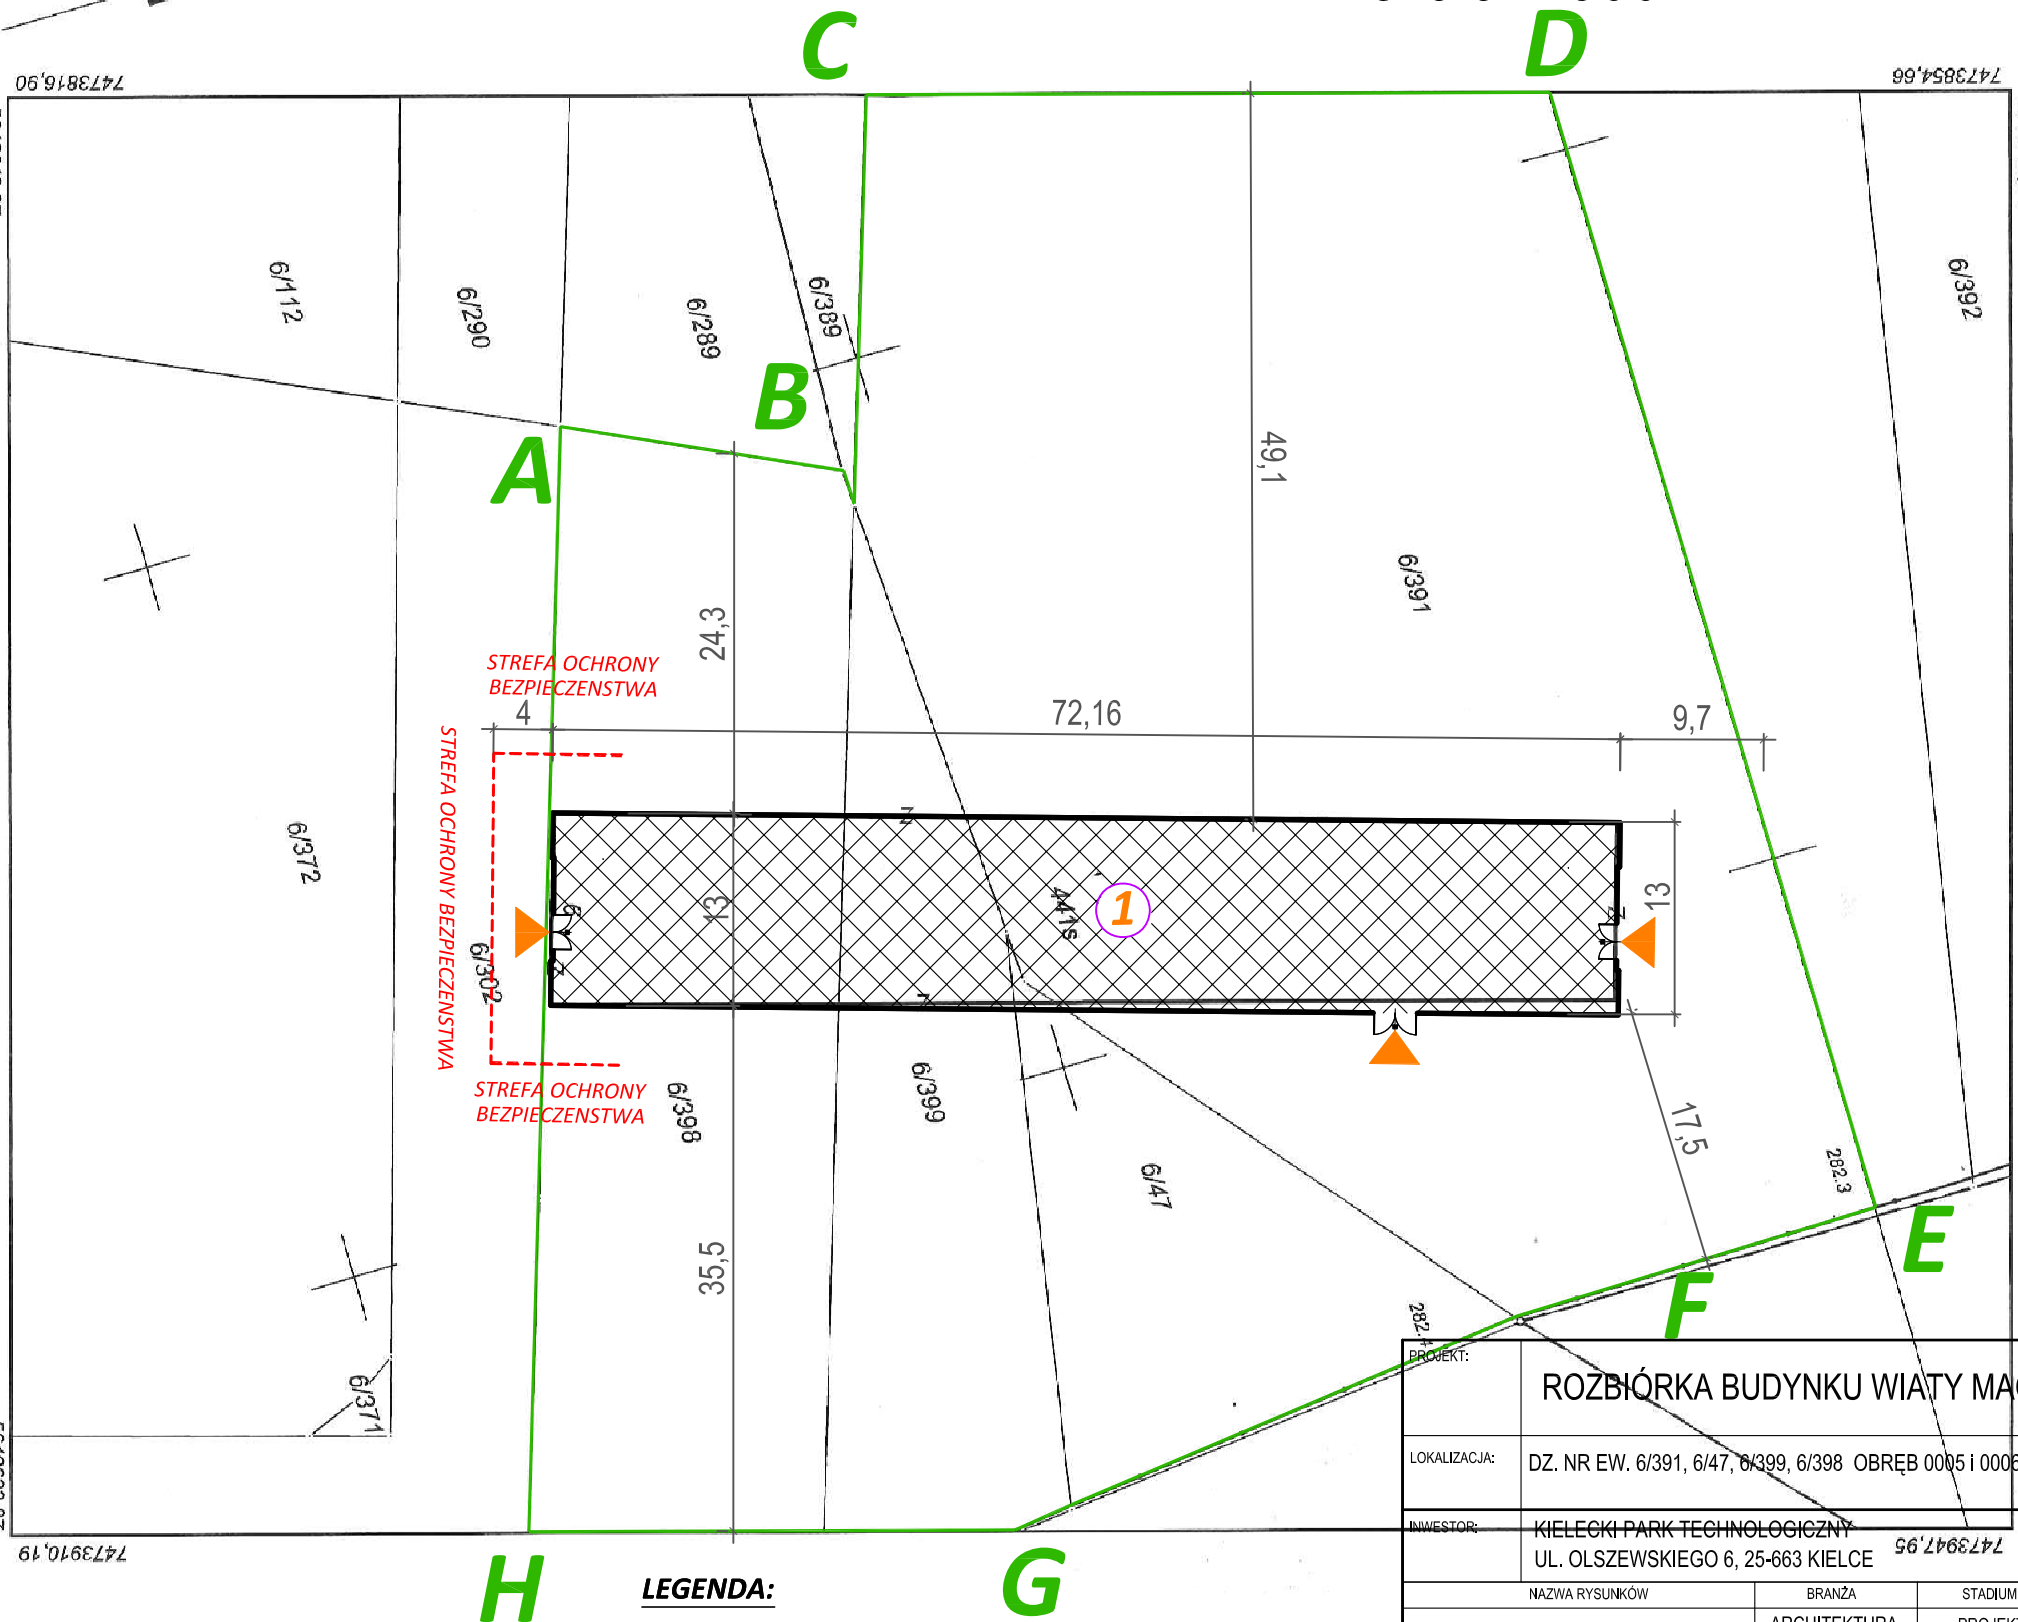 C
D
7473816,90
7473854,66
6/112
6/290
6/289
6/389
6/392
B
A
49,1
6/391
24,3
STREFA OCHRONY
BEZPIECZENSTWA
4
72,16
9,7
STREFA OCHRONY BEZPIECZENSTWA
6/372
6/302
13
441s
1
13
STREFA OCHRONY
BEZPIECZENSTWA
6/398
6/399
6/47
17,5
282.3
E
35,5
F
6/371
PROJEKT:
ROZBIÓRKA BUDYNKU WIATY
LOKALIZACJA:
DZ. NR EW. 6/391, 6/47, 6/399, 6/398 OBRĘB 0005 i 0006
INWESTOR:
KIELECKI PARK TECHNOLOGICZNY
UL. OLSZEWSKIEGO 6, 25-663 KIELCE
7473910,19
7473947,95
H
LEGENDA:
G
NAZWA RYSUNKÓW
BRANŻA
STADIUM
ARCHITEKTURA